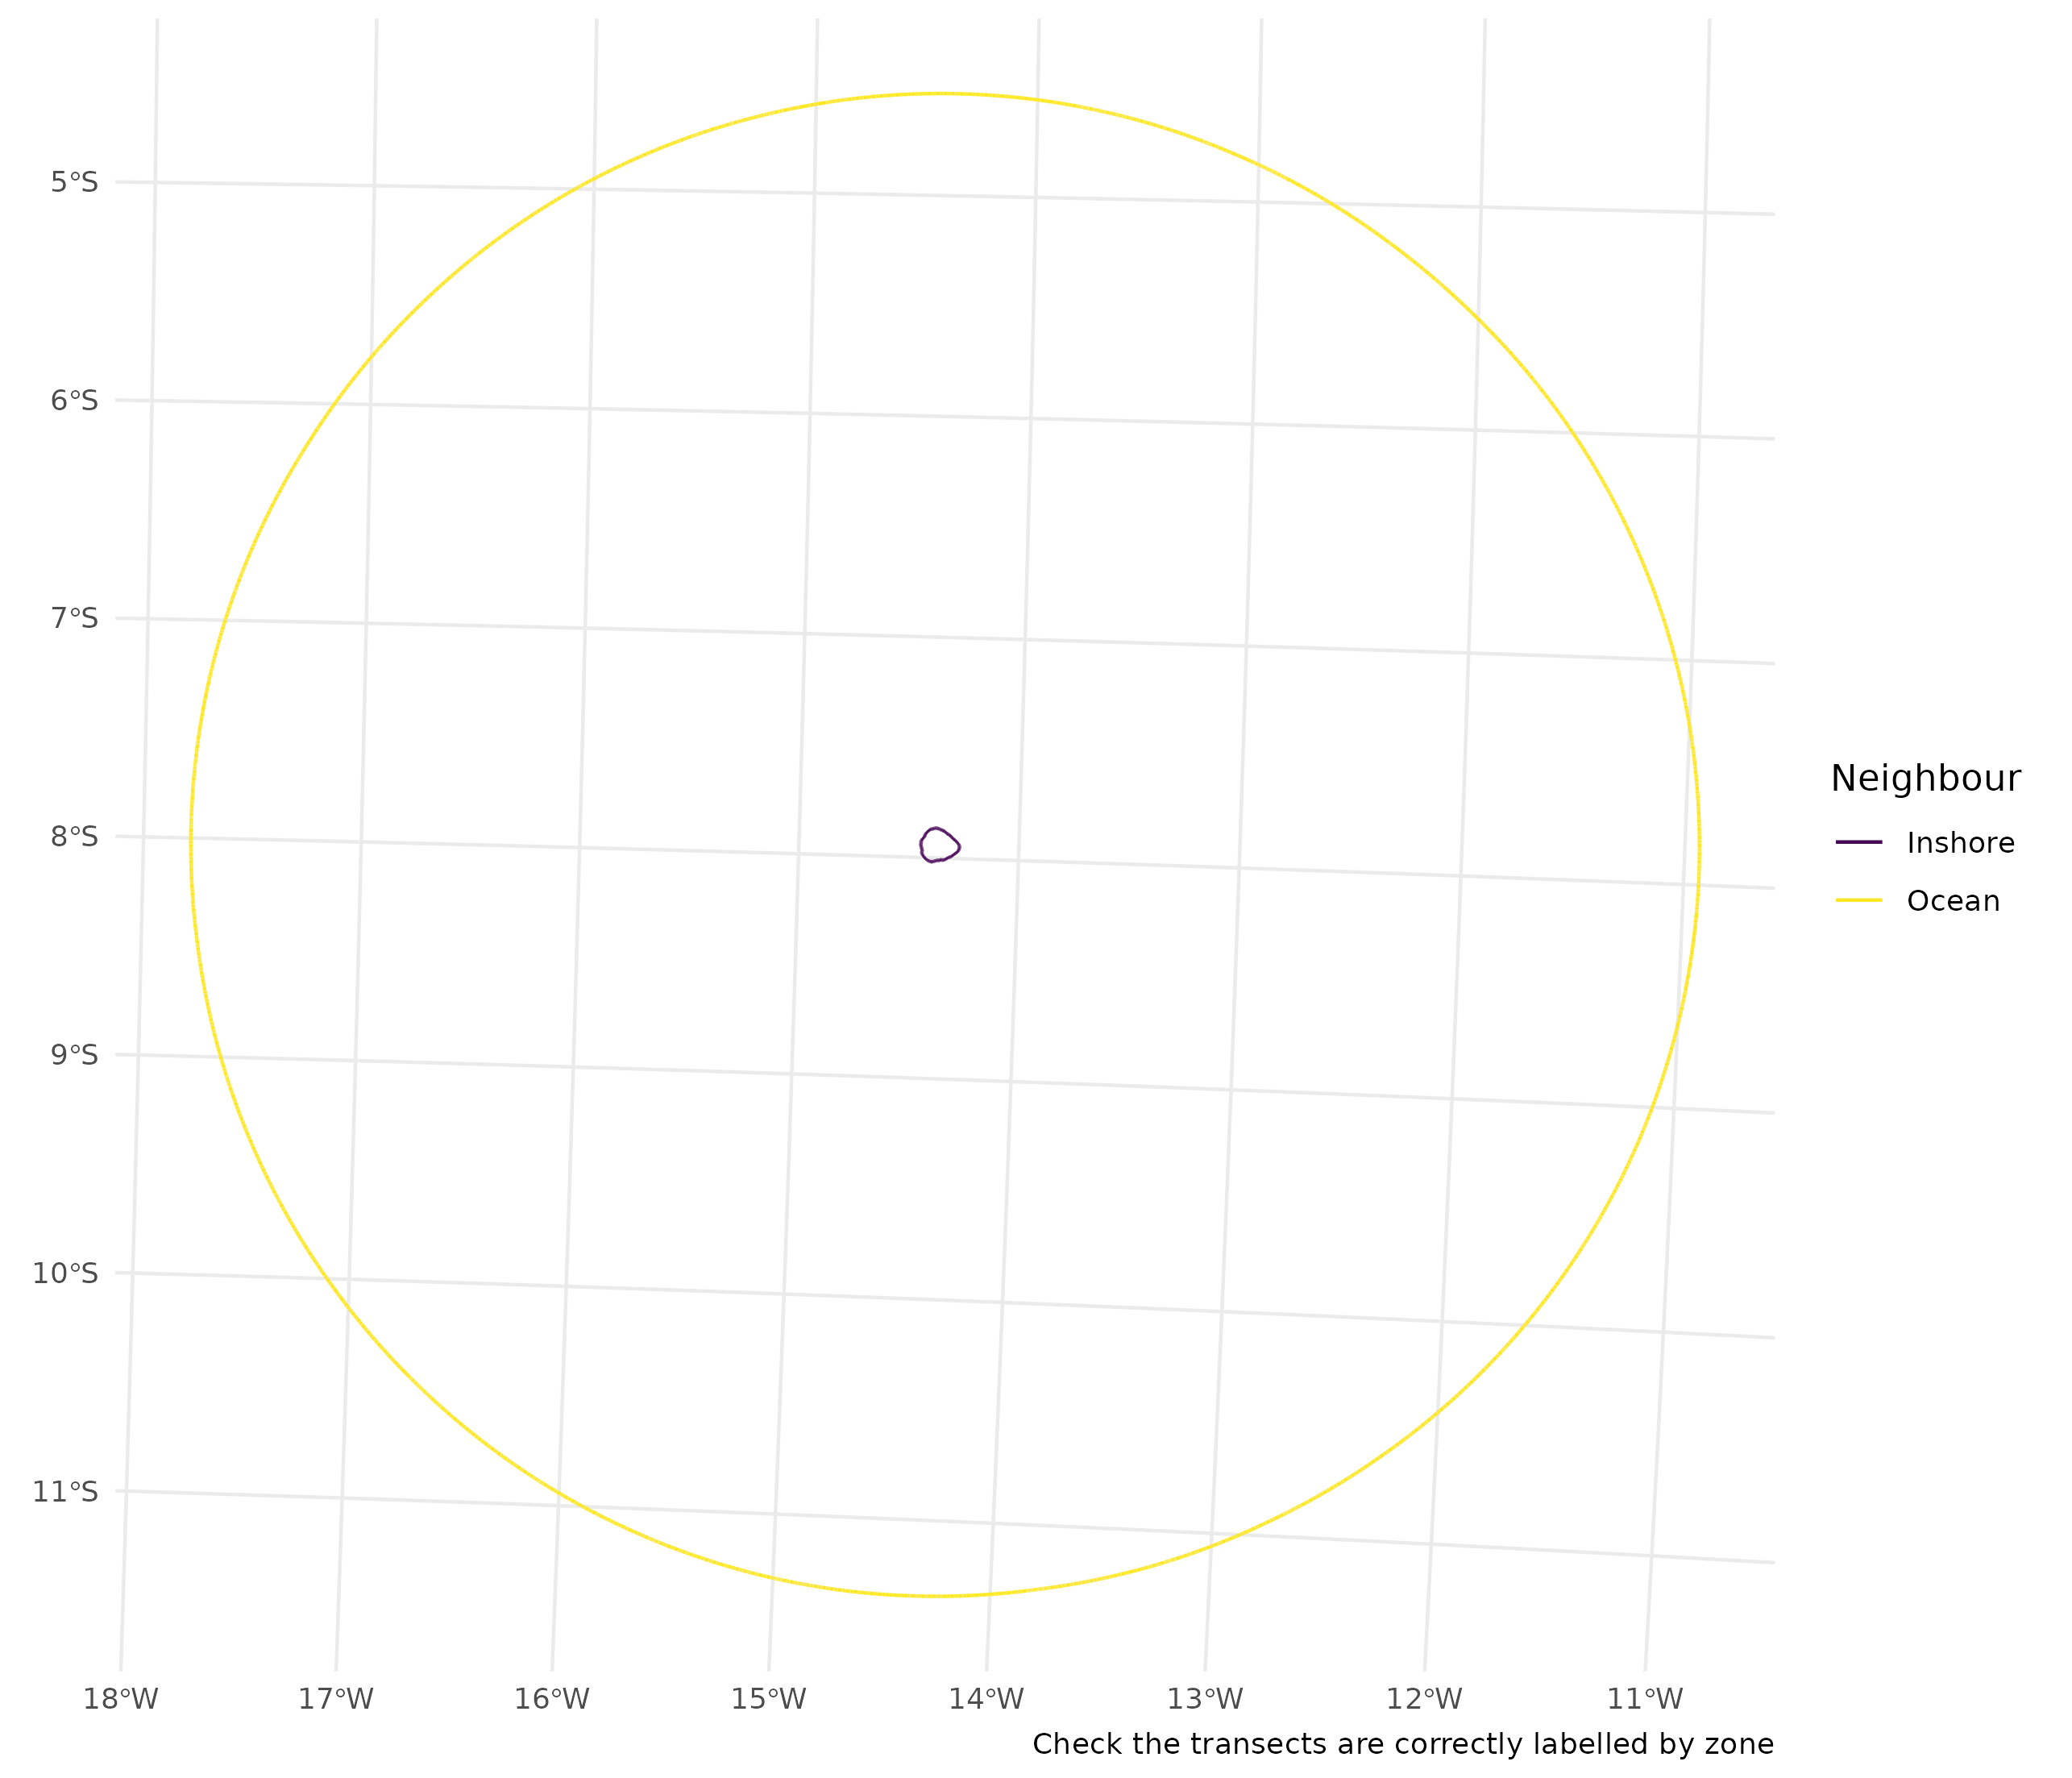 5°S
6°S
7°S
8°S
9°S
10°S
11°S
18°W 17°W 16°W 15°W 14°W 13°W 12°W 11°W
Check the transects are correctly labelled by zone
Neighbour
Inshore
Ocean